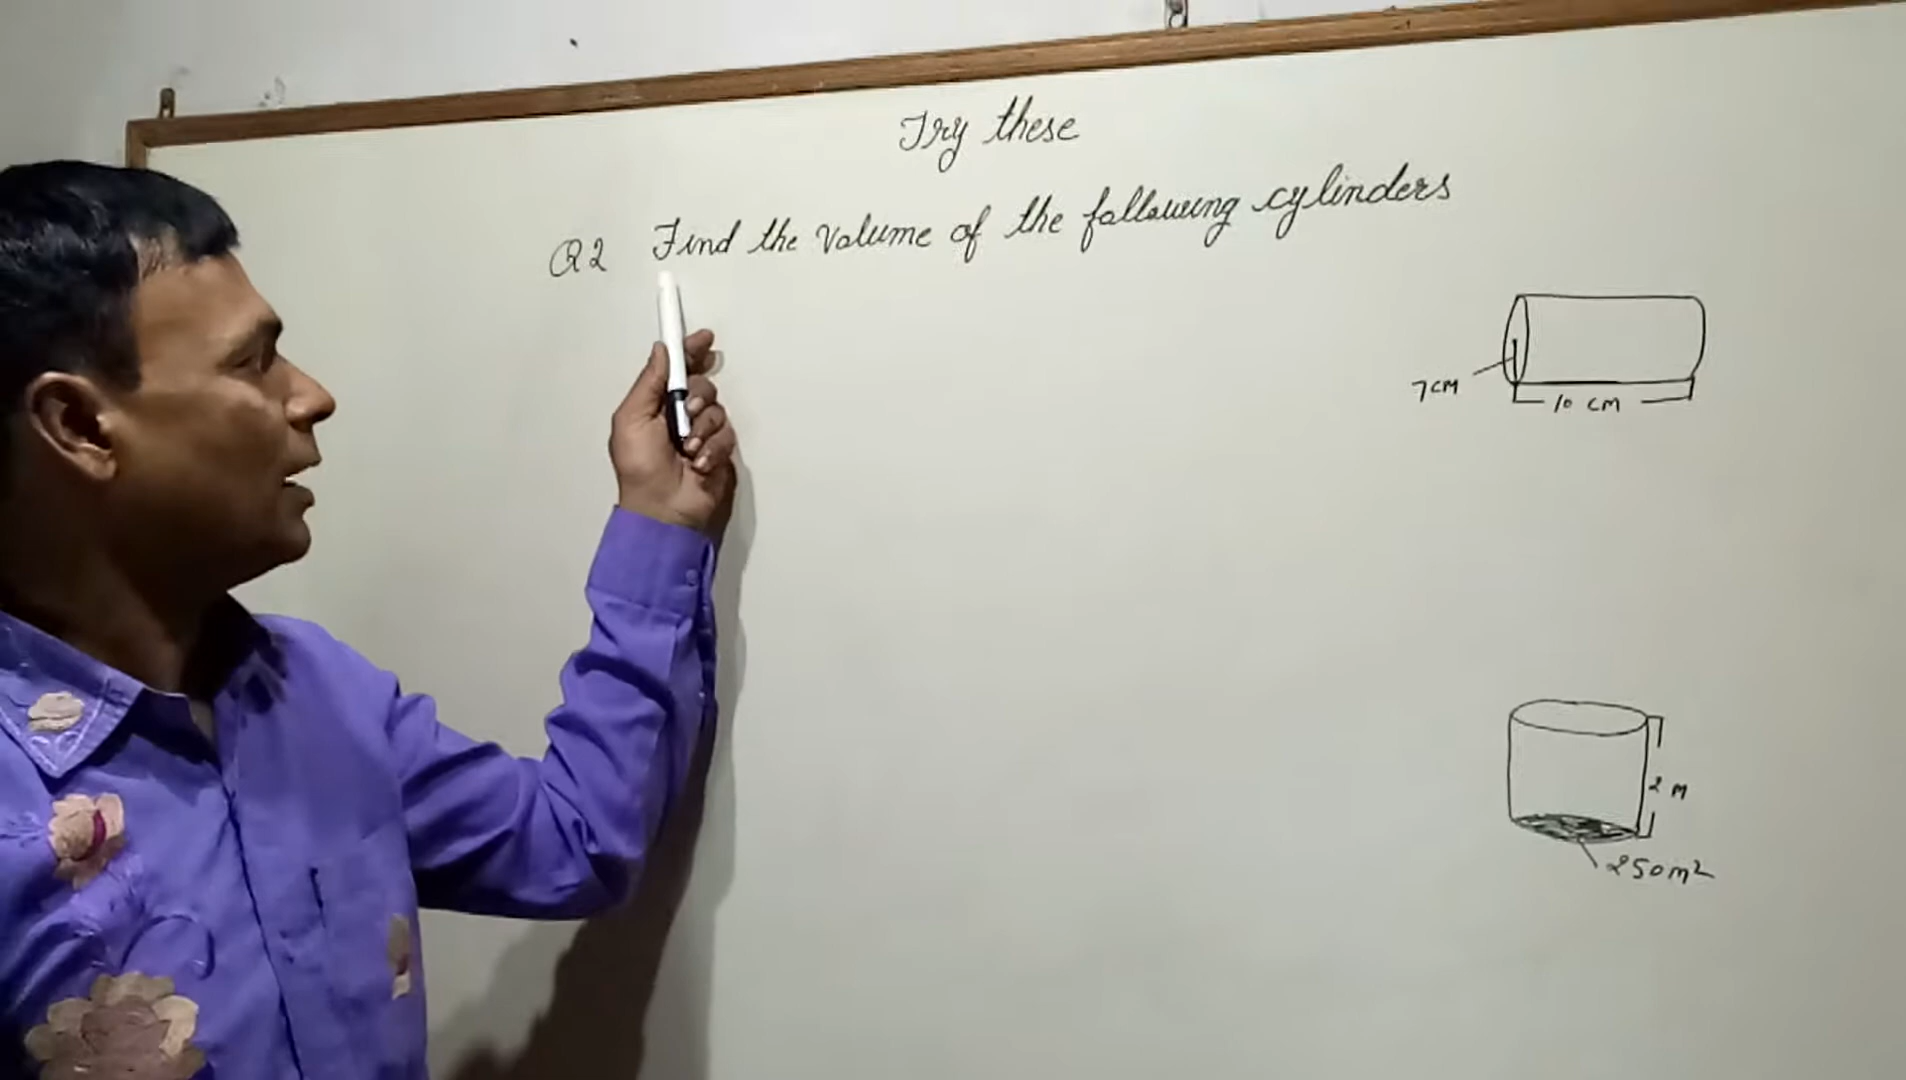 Try these
Q2 Find the volume of the following cylinders
7CM
10 CM
2 M
250m²